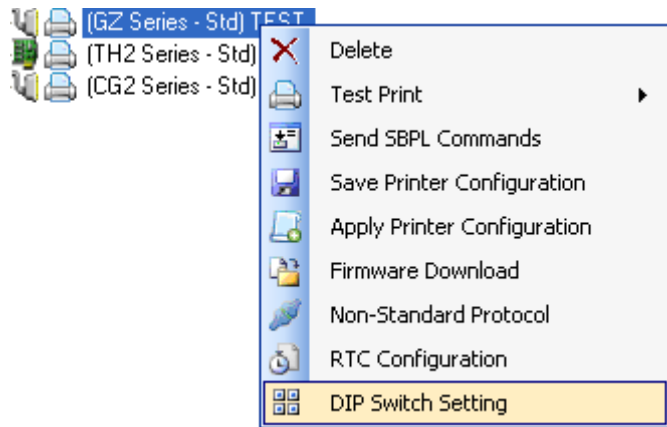 (GZ Series - Std) TEST
(TH2 Series - Std)
(CG2 Series - Std)
Delete
Test Print
Send SBPL Commands
Save Printer Configuration
Apply Printer Configuration
Firmware Download
Non-Standard Protocol
RTC Configuration
DIP Switch Setting